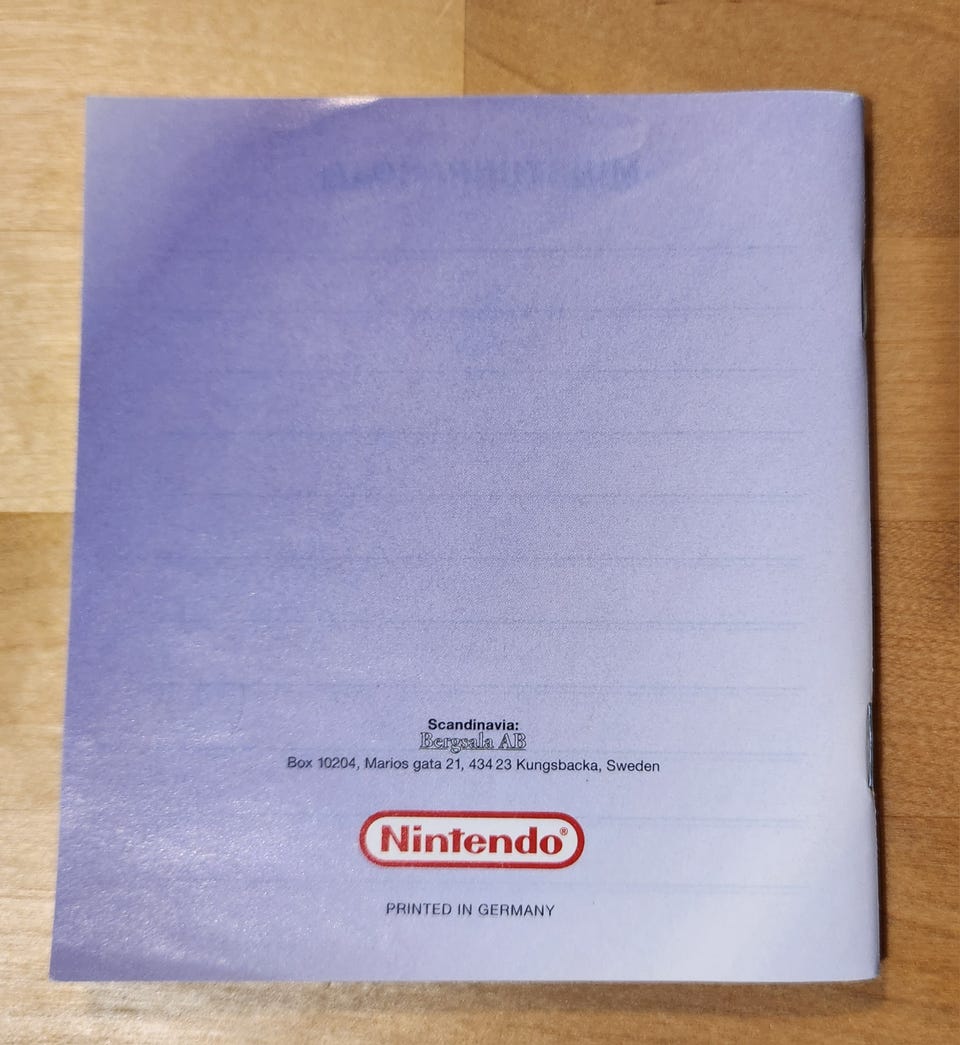 Scandinavia:
Bergsala AB
Box 10204, Marios gata 21, 434 23 Kungsbacka, Sweden
Nintendo®
PRINTED IN GERMANY